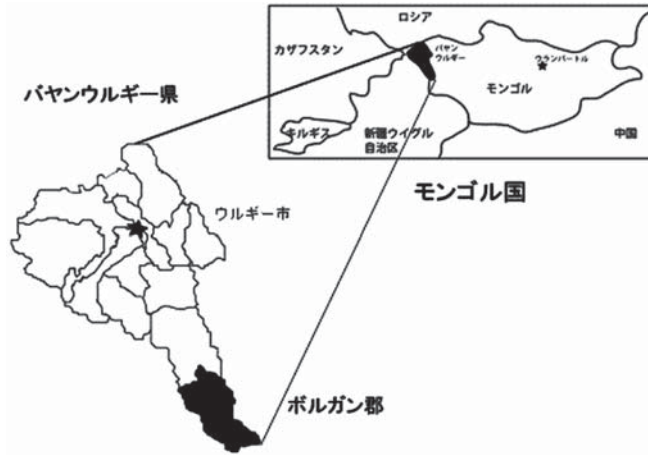 ロシア
カザフスタン
バヤン
ウルギー
ウランバートル
モンゴル
キルギス
新疆ウイグル
自治区
中国
バヤンウルギー県
モンゴル国
ウルギー市
ボルガン郡